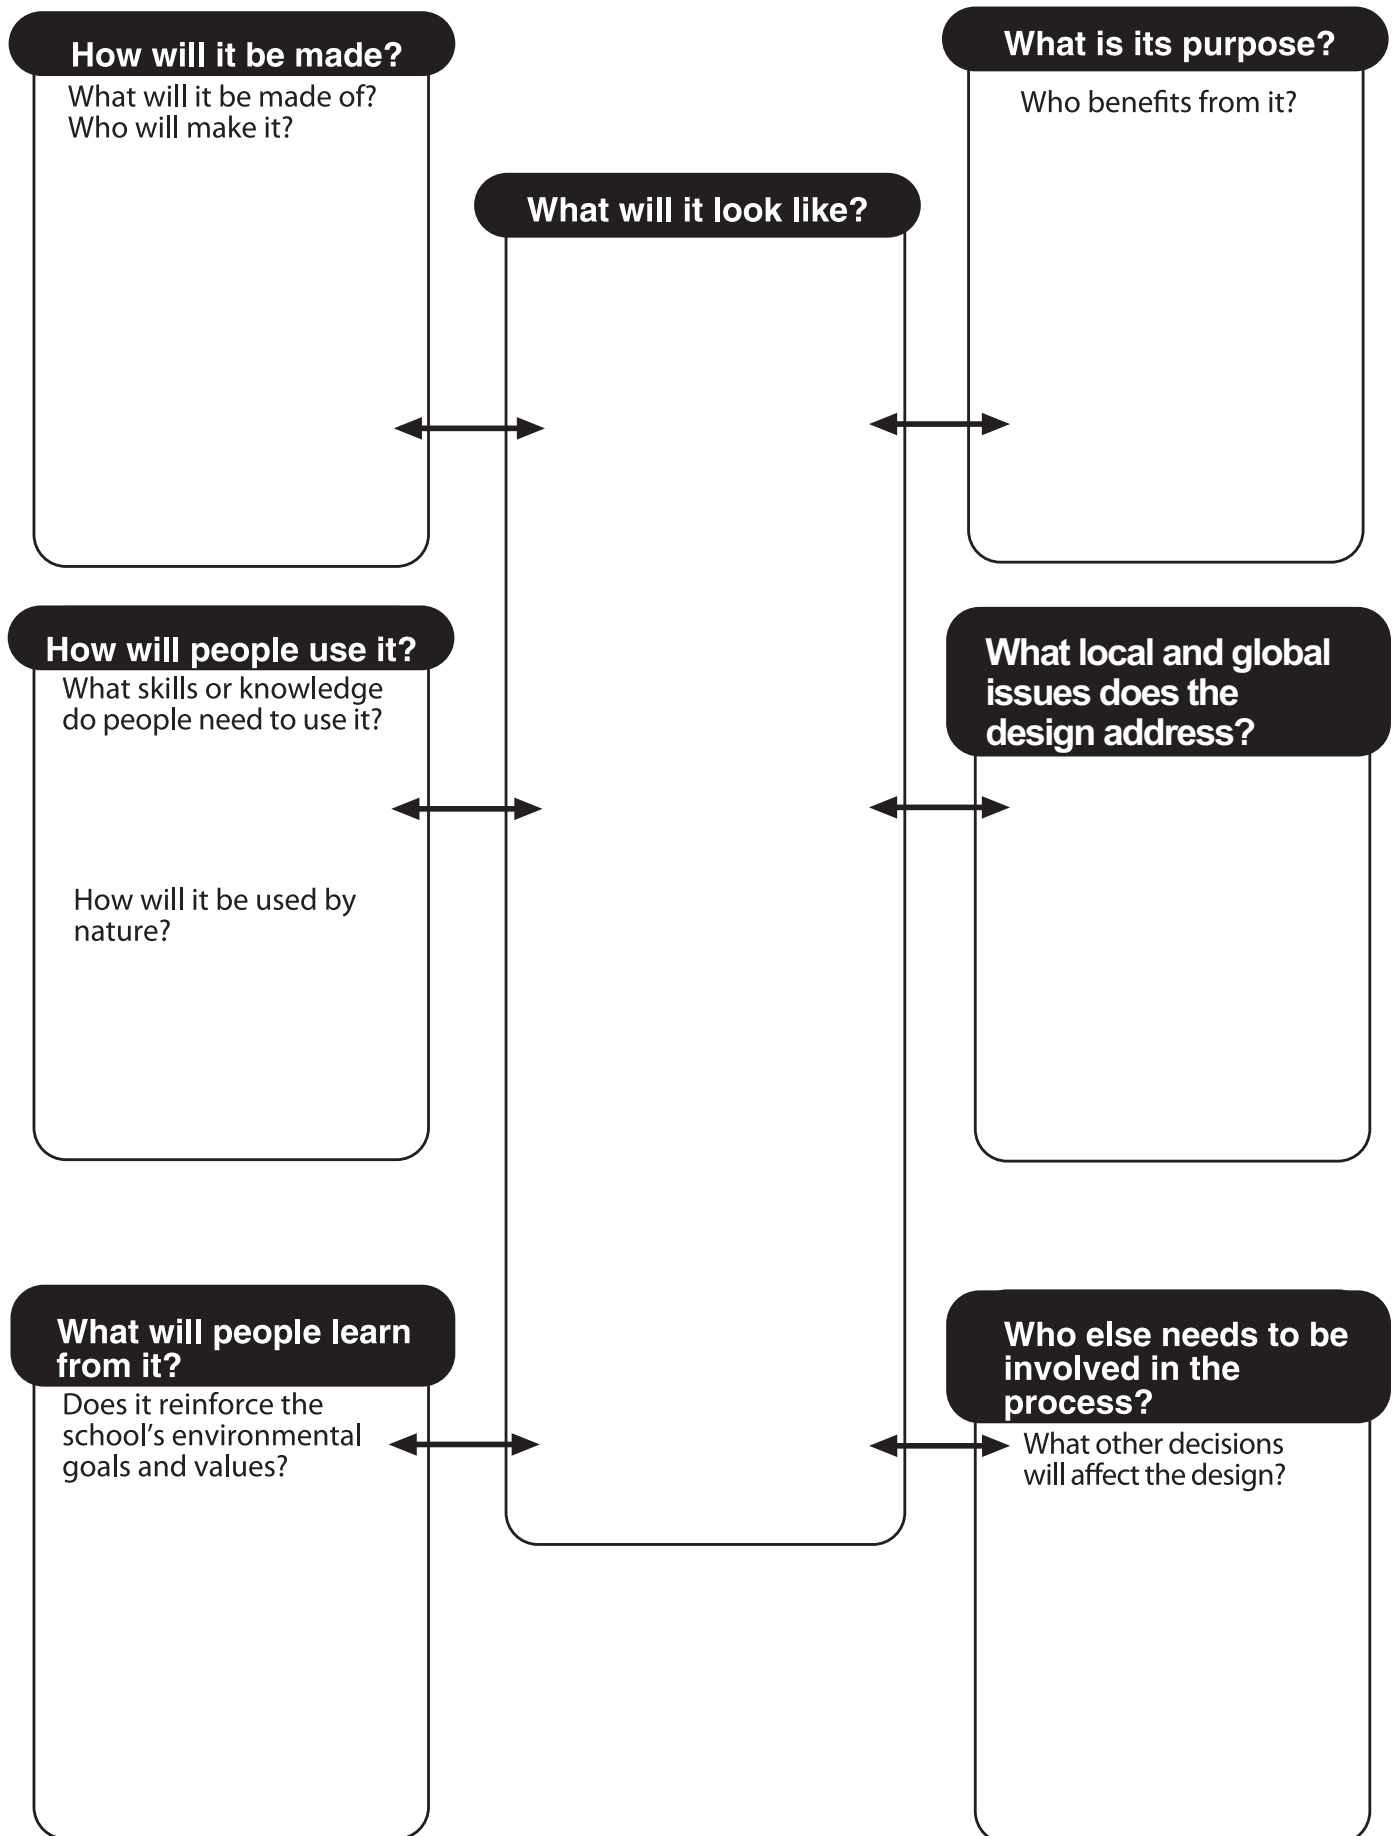 How will it be made?
What will it be made of?
Who will make it?
What is its purpose?
Who benefits from it?
What will it look like?
How will people use it?
What skills or knowledge
do people need to use it?
How will it be used by
nature?
What local and global
issues does the
design address?
What will people learn
from it?
Does it reinforce the
school's environmental
goals and values?
Who else needs to be
involved in the
process?
What other decisions
will affect the design?